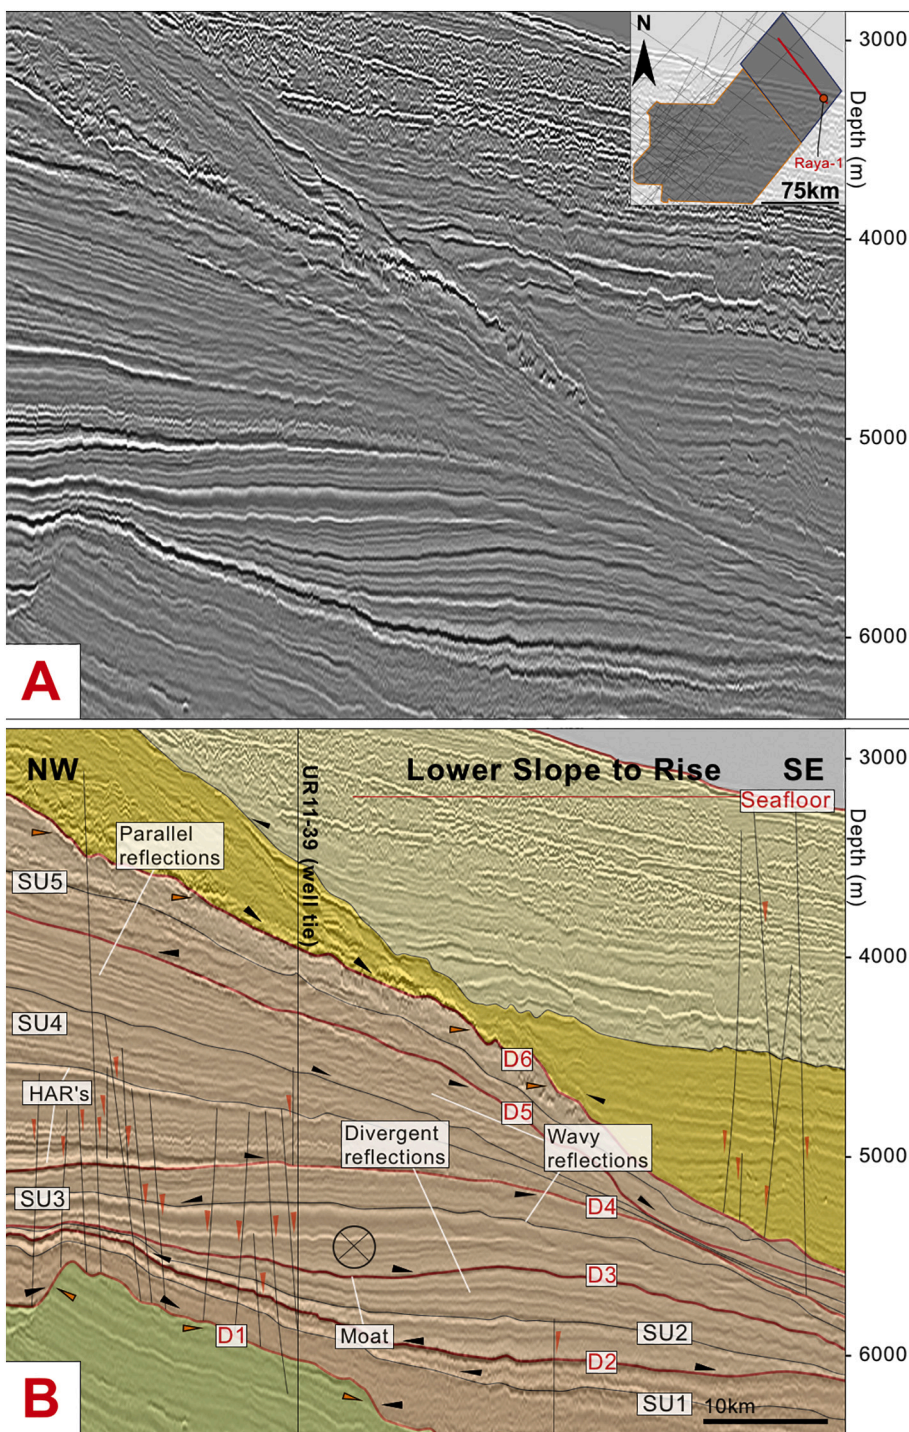 3000
N
Depth (m)
Raya-1
75km
4000
5000
6000
A
NW
Lower Slope to Rise
SE
3000
Seafloor
UR11-39 (well tie)
Depth (m)
Parallel
reflections
SU5
4000
SU4
D6
HAR's
D5
Divergent
reflections
Wavy
reflections
5000
SU3
D4
D3
D1
Moat
SU2
D2
6000
SU1
10km
B